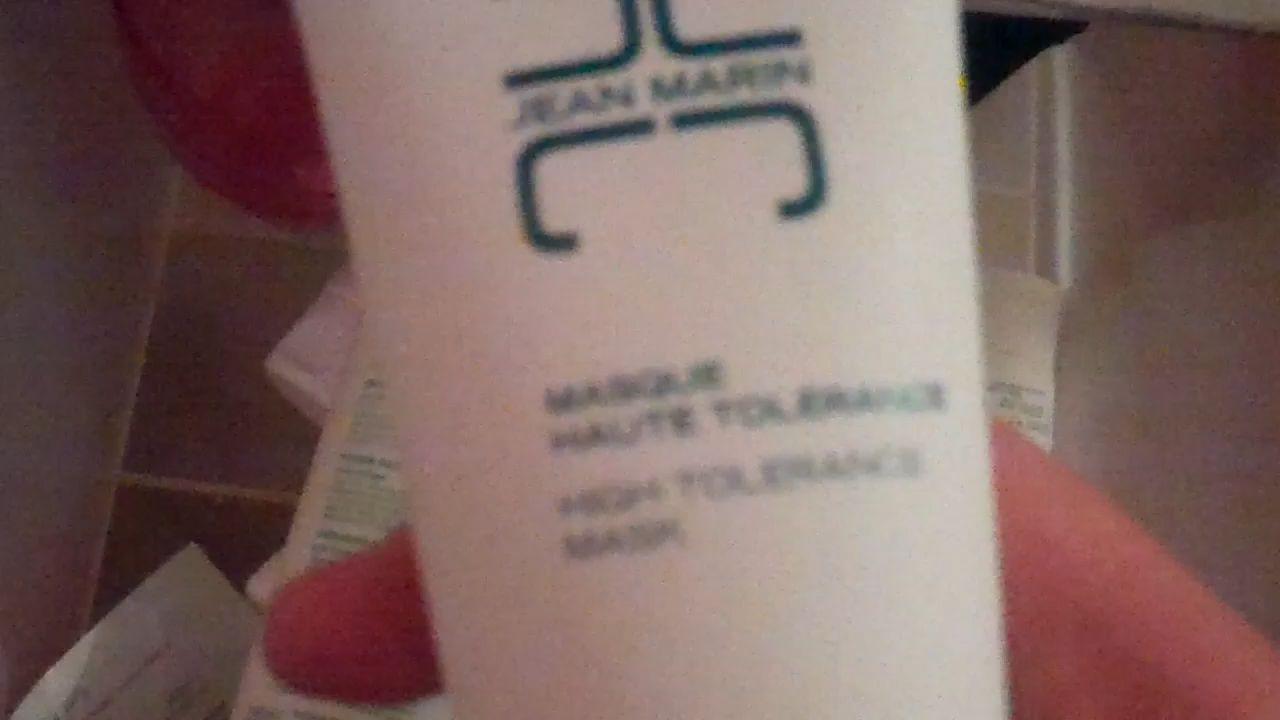 JEAN MARIN
MASQUE
HAUTE TOLERANCE
HIGH TOLERANCE
MASK